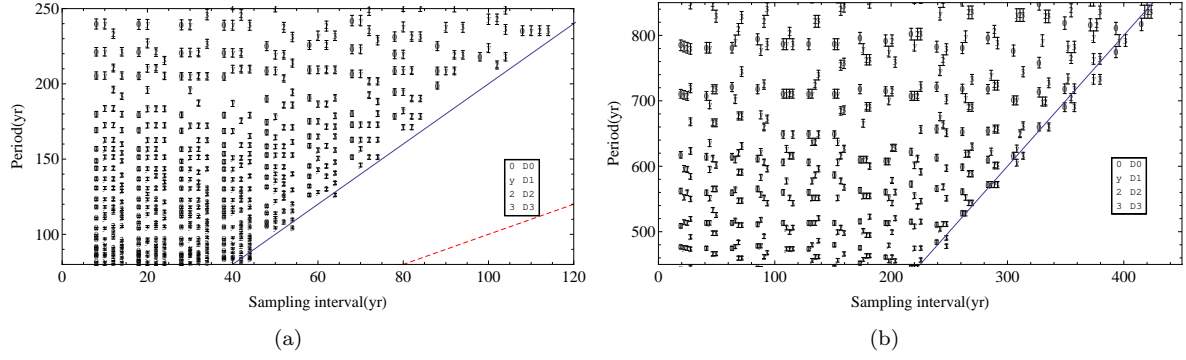 250
200
150
100
Period(yr)
0 D0
y D1
2 D2
3 D3
0 20 40 60 80 100 120
Sampling interval(yr)
(a)
800
700
600
500
Period(yr)
0 D0
y D1
2 D2
3 D3
0 100 200 300 400
Sampling interval(yr)
(b)